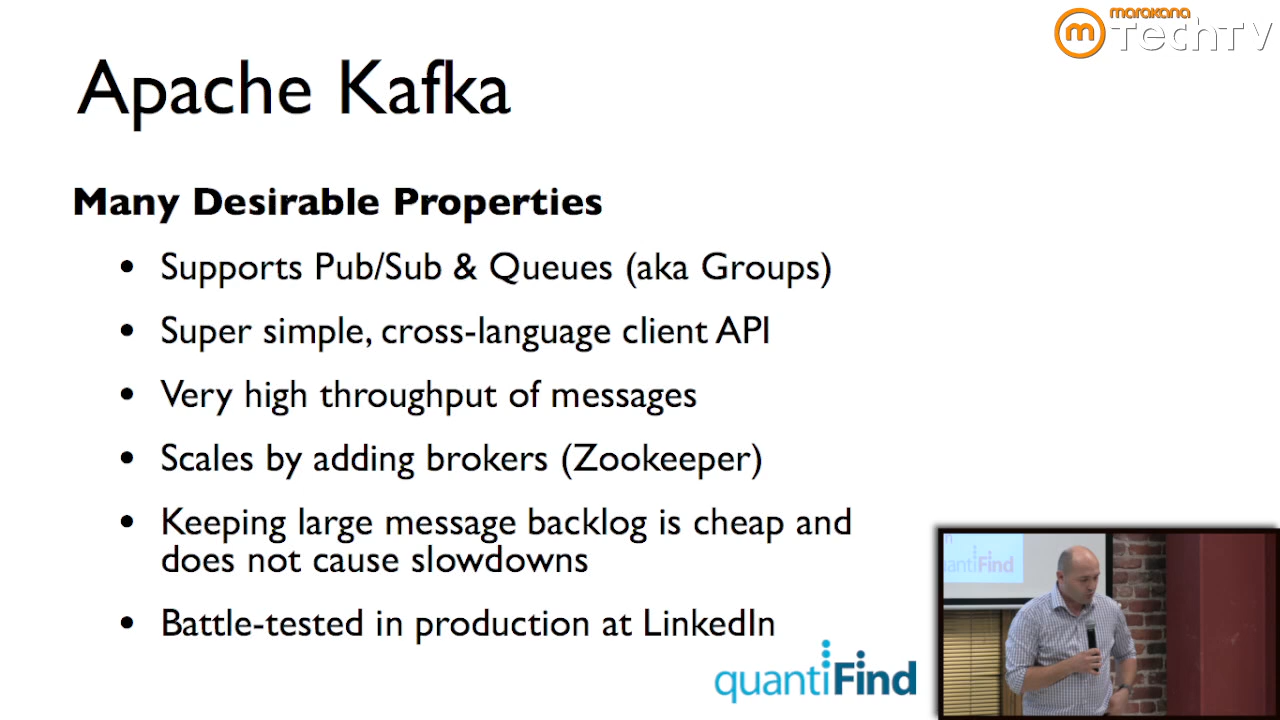 marakana
m TechTV
Apache Kafka
Many Desirable Properties
• Supports Pub/Sub & Queues (aka Groups)
• Super simple, cross-language client API
• Very high throughput of messages
• Scales by adding brokers (Zookeeper)
• Keeping large message backlog is cheap and
does not cause slowdowns
• Battle-tested in production at LinkedIn
quantiFind
antiFind